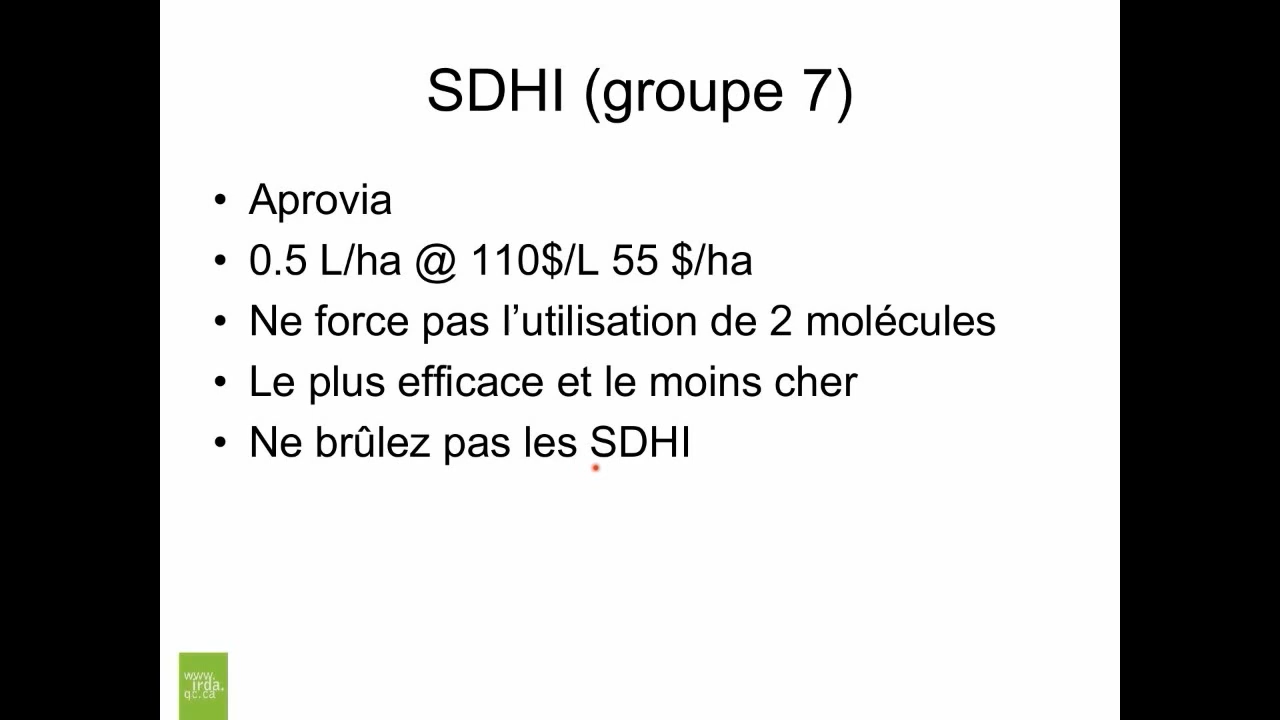 SDHI (groupe 7)
• Aprovia
• 0.5 L/ha @ 110$/L 55 $/ha
• Ne force pas l’utilisation de 2 molécules
• Le plus efficace et le moins cher
• Ne brûlez pas les SDHI
www.
irda.
qc.ca